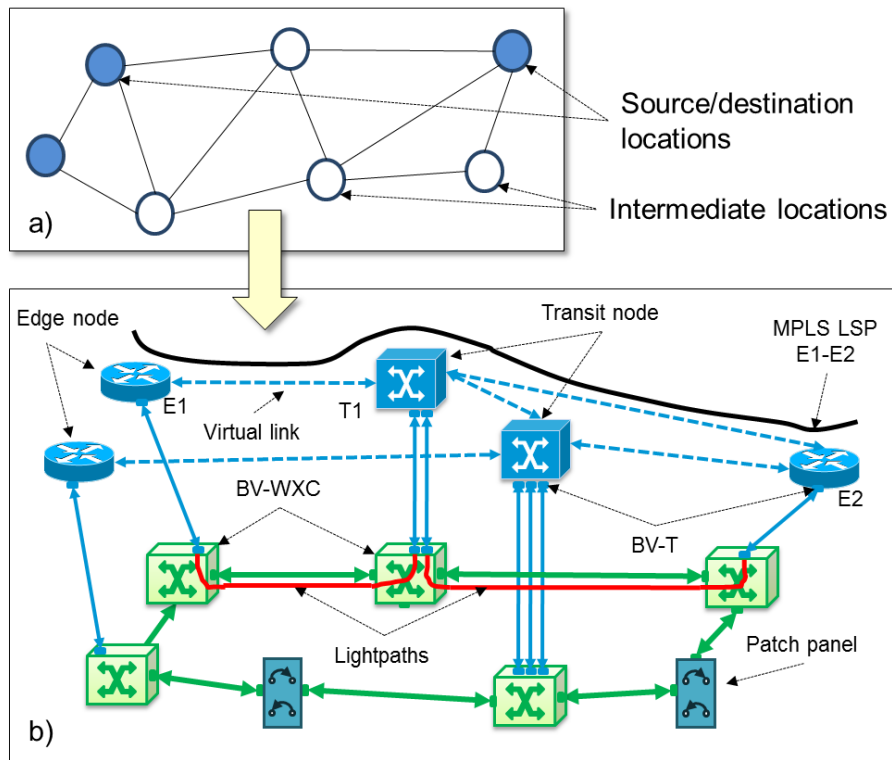 Source/destination
locations
Intermediate locations
a)
Edge node
Transit node
MPLS LSP
E1-E2
E1
T1
Virtual link
BV-WXC
E2
BV-T
Lightpaths
Patch panel
b)